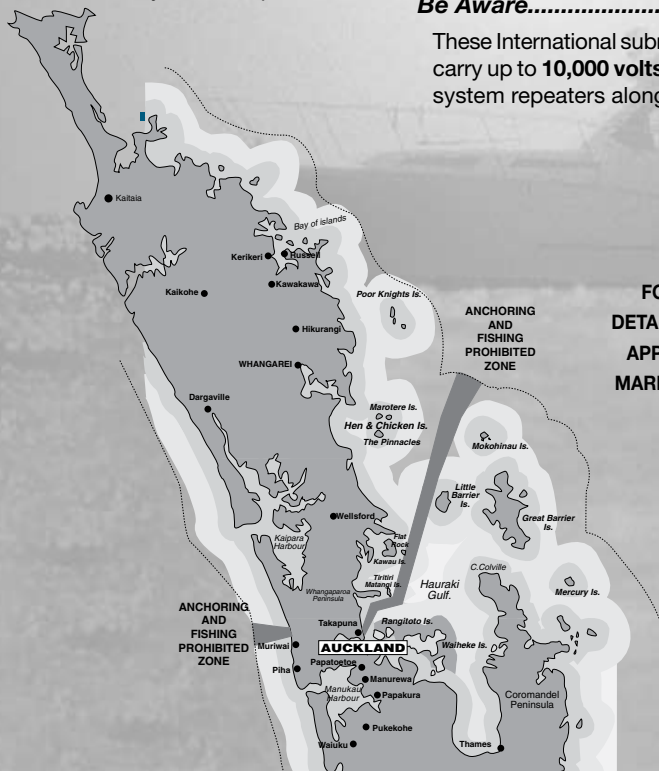 Be Aware.....................
These International subm
carry up to 10,000 volts
system repeaters along
Kaitaia
Bay of islands
Kerikeri
Russell
Kawakawa
Kaikohe
Poor Knights Is.
FO
DETA
APP
MARI
ANCHORING
AND
FISHING
PROHIBITED
ZONE
Hikurangi
WHANGAREI
Dargaville
Marotere Is.
Hen & Chicken Is.
The Pinnacles
Mokohinau Is.
Little
Barrier
Is.
Great Barrier
Is.
Wellsford
Kaipara
Harbour
Flat
Rock
Kawau Is.
Tiritiri
Matangi Is.
Whangaparoa
Peninsula
Hauraki
Gulf.
C.Colville
Mercury Is.
ANCHORING
AND
FISHING
PROHIBITED
ZONE
Takapuna
Rangitoto Is.
Muriwai
AUCKLAND
Waiheke Is.
Piha
Papatoetoe
Manurewa
Manukau
Harbour
Papakura
Coromandel
Peninsula
Pukekohe
Waiuku
Thames